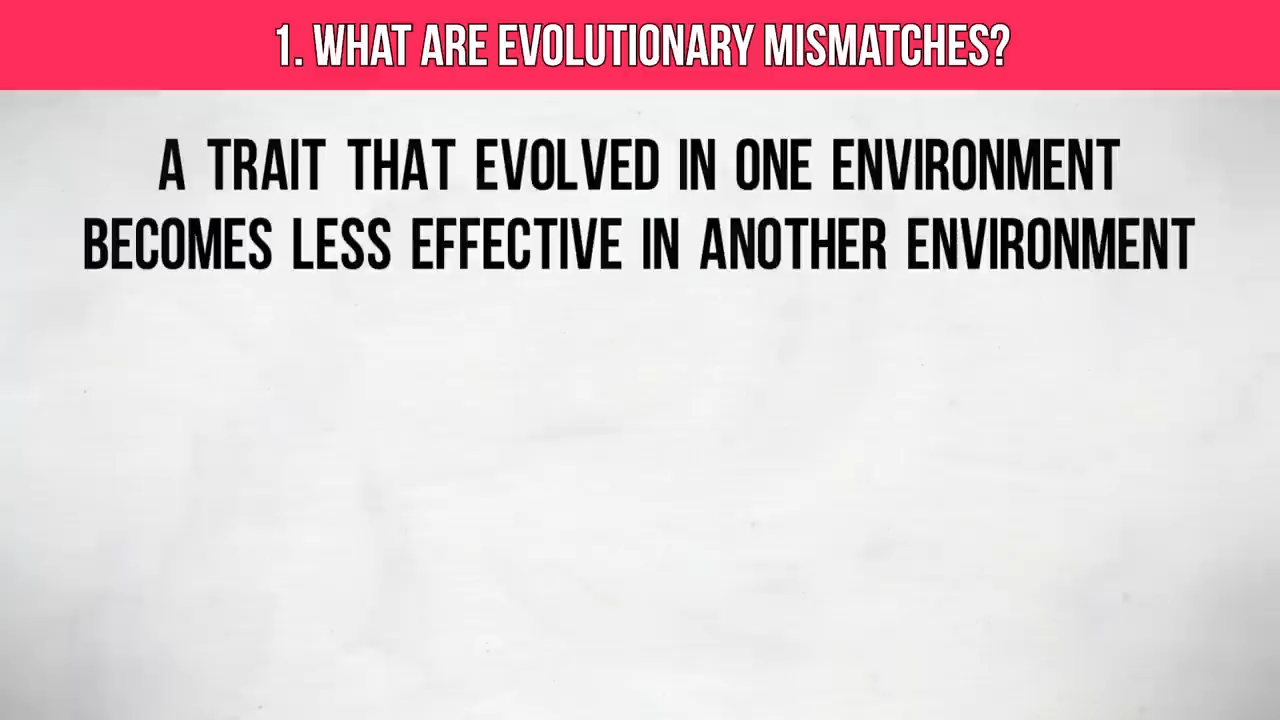 1. WHAT ARE EVOLUTIONARY MISMATCHES?
A TRAIT THAT EVOLVED IN ONE ENVIRONMENT
BECOMES LESS EFFECTIVE IN ANOTHER ENVIRONMENT